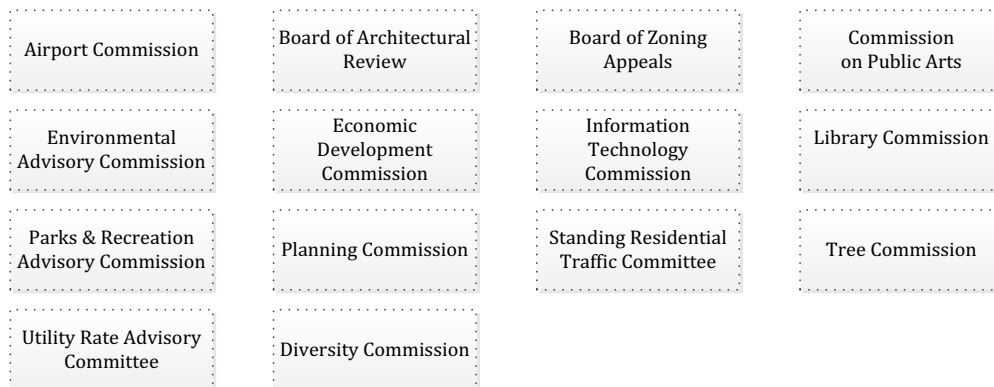 Airport Commission
Board of Architectural
Review
Board of Zoning
Appeals
Commission
on Public Arts
Environmental
Advisory Commission
Economic
Development
Commission
Information
Technology
Commission
Library Commission
Parks & Recreation
Advisory Commission
Planning Commission
Standing Residential
Traffic Committee
Tree Commission
Utility Rate Advisory
Committee
Diversity Commission